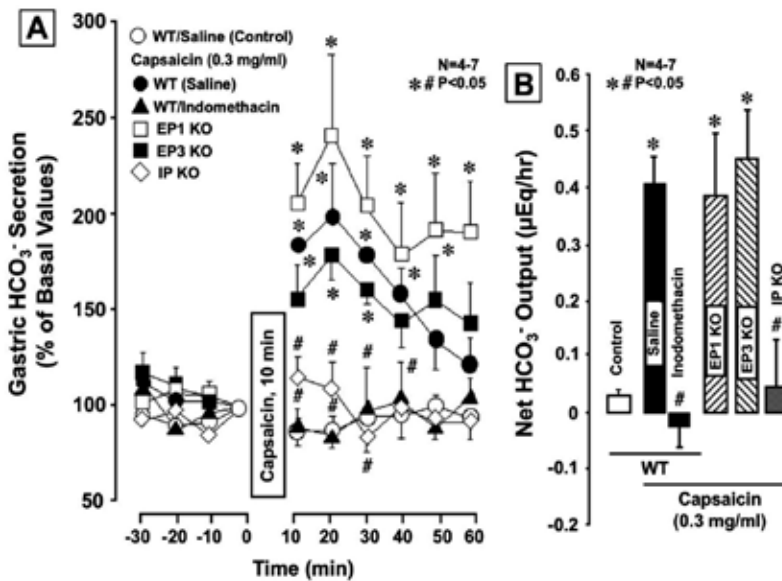 A
WT/Saline (Control)
Capsaicin (0.3 mg/ml)
WT (Saline)
WT/Indomethacin
EP1 KO
EP3 KO
IP KO
N=4-7
*# P<0.05
Gastric HCO3- Secretion
(% of Basal Values)
300
250
200
150
100
50
Capsaicin, 10 min
* * * * * *
* * * * * * * *
# # # #
# # #
-30 -20 -10 0 10 20 30 40 50 60
Time (min)
B
N=4-7
*# P<0.05
Net HCO3- Output (µEq/hr)
0.6
0.5
0.4
0.3
0.2
0.1
0
-0.1
-0.2
* * *
# #
Control
Saline
Inodomethacin
EP1 KO
EP3 KO
IP KO
WT
Capsaicin
(0.3 mg/ml)